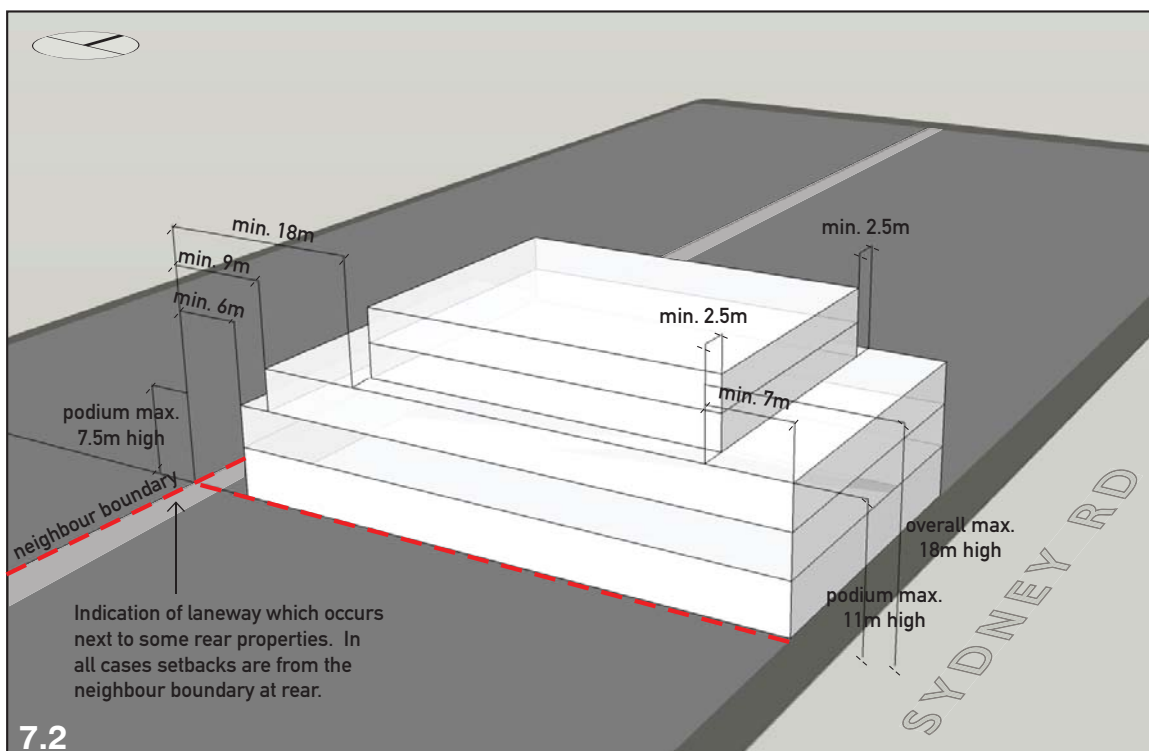 min. 18m
min. 9m
min. 6m
min. 2.5m
min. 2.5m
min. 7m
podium max.
7.5m high
neighbour boundary
overall max.
18m high
podium max.
11m high
SYDNEY RD
Indication of laneway which occurs
next to some rear properties. In
all cases setbacks are from the
neighbour boundary at rear.
7.2